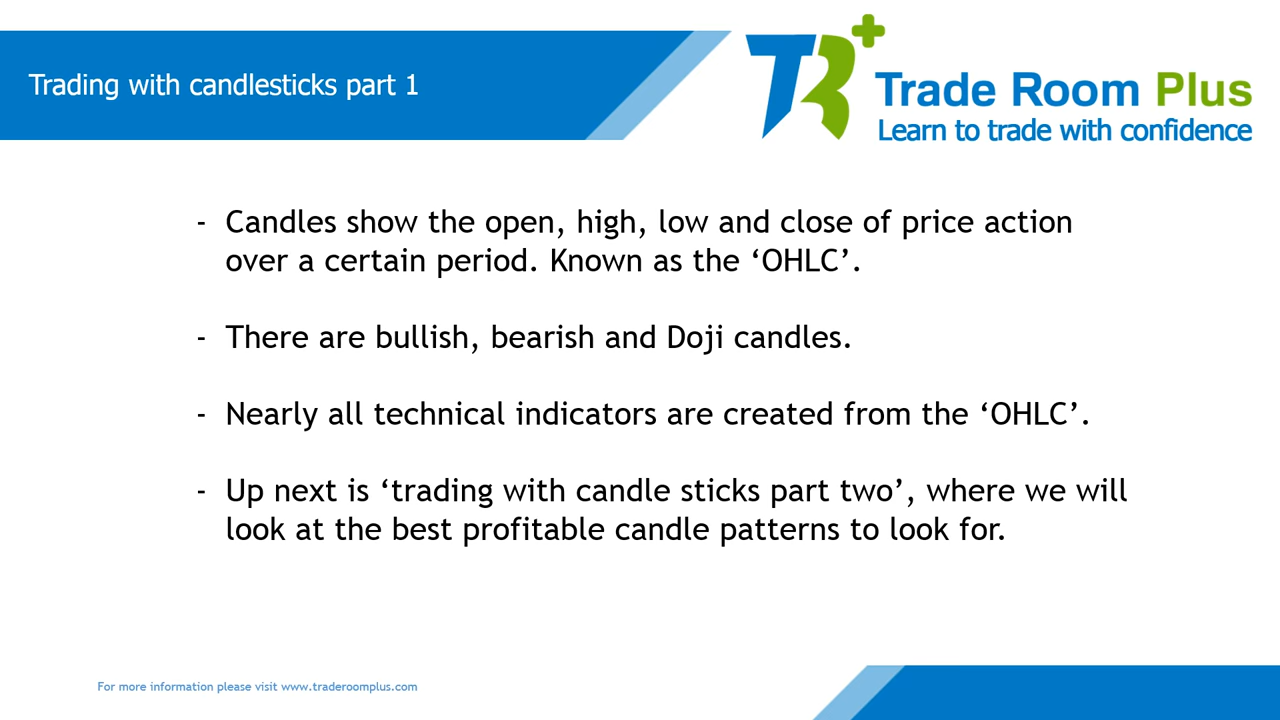 Trading with candlesticks part 1
TR+
Trade Room Plus
Learn to trade with confidence
- Candles show the open, high, low and close of price action
over a certain period. Known as the ‘OHLC’.
- There are bullish, bearish and Doji candles.
- Nearly all technical indicators are created from the ‘OHLC’.
- Up next is ‘trading with candle sticks part two’, where we will
look at the best profitable candle patterns to look for.
For more information please visit www.traderoomplus.com